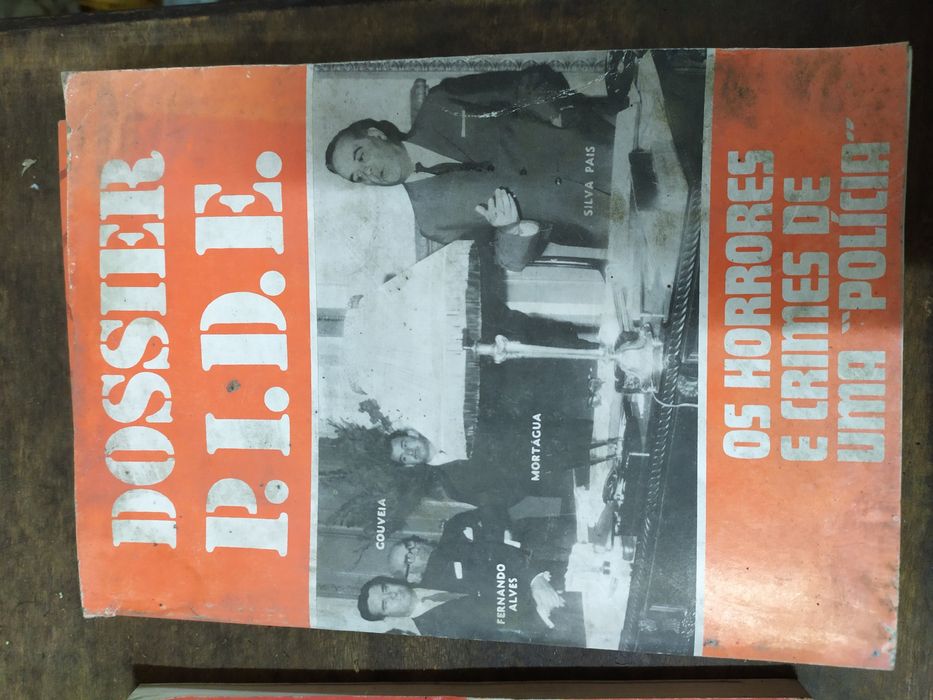 DOSSIER
P.I.D.E.
GOUVEIA
FERNANDO
ALVES
MORTÁGUA
SILVA PAIS
OS HORRORES
E CRIMES DE
UMA "POLÍCIA"